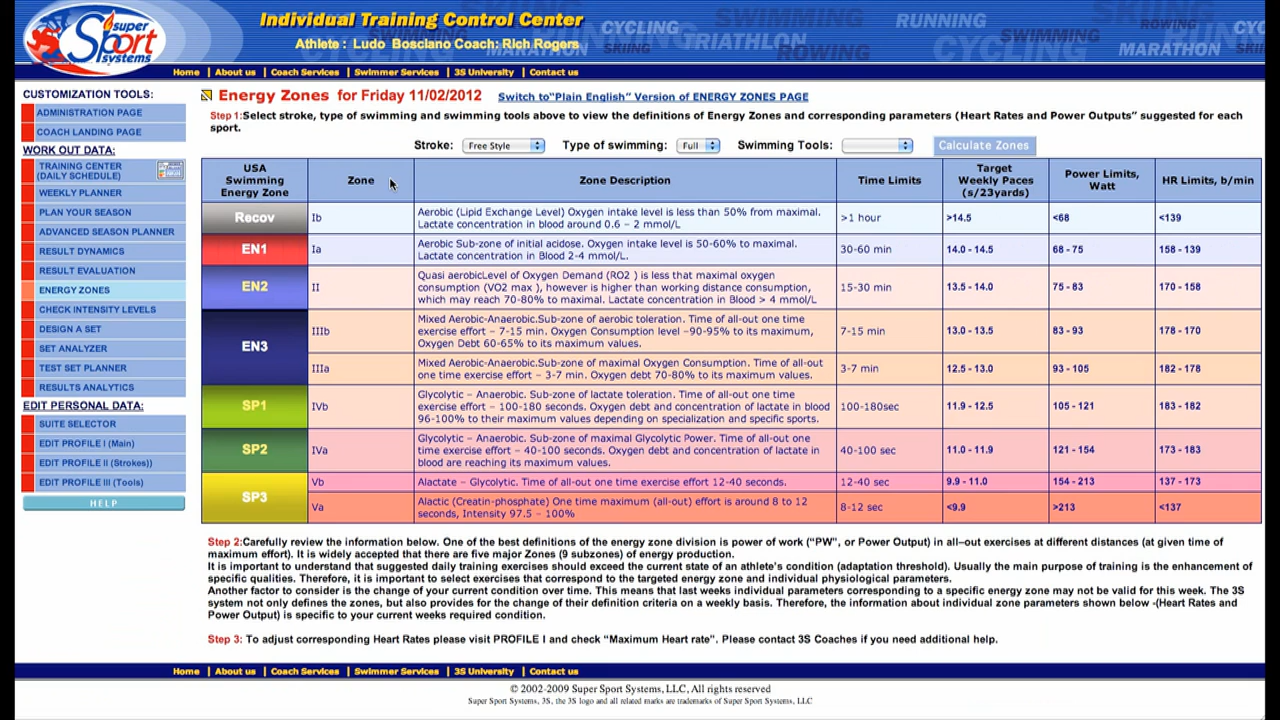 super
Sport
systems
Individual Training Control Center
Athlete : Ludo Bosciano Coach: Rich Rogers
CYCLING
SKIING
TRIATHLON
SWIMMING
ROWING
RUNNING
CYCLING
SWIMMING
SKIING
ROWING
MARATHON
RUN
CYCLING
Home | About us | Coach Services | Swimmer Services | 3S University | Contact us
CUSTOMIZATION TOOLS:
ADMINISTRATION PAGE
COACH LANDING PAGE
WORK OUT DATA:
TRAINING CENTER
(DAILY SCHEDULE)
WEEKLY PLANNER
PLAN YOUR SEASON
ADVANCED SEASON PLANNER
RESULT DYNAMICS
RESULT EVALUATION
ENERGY ZONES
CHECK INTENSITY LEVELS
DESIGN A SET
SET ANALYZER
TEST SET PLANNER
RESULTS ANALYTICS
EDIT PERSONAL DATA:
SUITE SELECTOR
EDIT PROFILE I (Main)
EDIT PROFILE II (Strokes))
EDIT PROFILE III (Tools)
HELP
Energy Zones for Friday 11/02/2012 Switch to"Plain English" Version of ENERGY ZONES PAGE
Step 1:Select stroke, type of swimming and swimming tools above to view the definitions of Energy Zones and corresponding parameters (Heart Rates and Power Outputs" suggested for each
sport.
Stroke: Free Style Type of swimming: Full Swimming Tools: Calculate Zones
USA
Swimming
Energy Zone
Zone
Zone Description
Time Limits
Target
Weekly Paces
(s/23yards)
Power Limits,
Watt
HR Limits, b/min
Recov
Ib
Aerobic (Lipid Exchange Level) Oxygen intake level is less than 50% from maximal.
Lactate concentration in blood around 0.6 – 2 mmol/L
>1 hour
>14.5
<68
<139
EN1
Ia
Aerobic Sub-zone of initial acidose. Oxygen intake level is 50-60% to maximal.
Lactate concentration in Blood 2-4 mmol/L.
30-60 min
14.0 - 14.5
68 - 75
158 - 139
EN2
II
Quasi aerobicLevel of Oxygen Demand (RO2 ) is less that maximal oxygen
consumption (VO2 max ), however is higher than working distance consumption,
which may reach 70-80% to maximal. Lactate concentration in Blood > 4 mmol/L
15-30 min
13.5 - 14.0
75 - 83
170 - 158
EN3
IIIb
Mixed Aerobic-Anaerobic.Sub-zone of aerobic toleration. Time of all-out one time
exercise effort – 7-15 min. Oxygen Consumption level –90-95% to its maximum,
Oxygen Debt 60-65% to its maximum values.
7-15 min
13.0 - 13.5
83 - 93
178 - 170
IIIa
Mixed Aerobic-Anaerobic.Sub-zone of maximal Oxygen Consumption. Time of all-out
one time exercise effort – 3-7 min. Oxygen debt 70-80% to its maximum values.
3-7 min
12.5 - 13.0
93 - 105
182 - 178
SP1
IVb
Glycolytic – Anaerobic. Sub-zone of lactate toleration. Time of all-out one time
exercise effort – 100-180 seconds. Oxygen debt and concentration of lactate in blood
96-100% to their maximum values depending on specialization and specific sports.
100-180sec
11.9 - 12.5
105 - 121
183 - 182
SP2
IVa
Glycolytic – Anaerobic. Sub-zone of maximal Glycolytic Power. Time of all-out one
time exercise effort – 40-100 seconds. Oxygen debt and concentration of lactate in
blood are reaching its maximum values.
40-100 sec
11.0 - 11.9
121 - 154
173 - 183
SP3
Vb
Alactate – Glycolytic. Time of all-out one time exercise effort 12-40 seconds.
12-40 sec
9.9 - 11.0
154 - 213
137 - 173
Va
Alactic (Creatin-phosphate) One time maximum (all-out) effort is around 8 to 12
seconds, Intensity 97.5 – 100%
8-12 sec
<9.9
>213
<137
Step 2:Carefully review the information below. One of the best definitions of the energy zone division is power of work ("PW", or Power Output) in all–out exercises at different distances (at given time of
maximum effort). It is widely accepted that there are five major Zones (9 subzones) of energy production.
It is important to understand that suggested daily training exercises should exceed the current state of an athlete's condition (adaptation threshold). Usually the main purpose of training is the enhancement of
specific qualities. Therefore, it is important to select exercises that correspond to the targeted energy zone and individual physiological parameters.
Another factor to consider is the change of your current condition over time. This means that last weeks individual parameters corresponding to a specific energy zone may not be valid for this week. The 3S
system not only defines the zones, but also provides for the change of their definition criteria on a weekly basis. Therefore, the information about individual zone parameters shown below -(Heart Rates and
Power Output) is specific to your current weeks required condition.
Step 3: To adjust corresponding Heart Rates please visit PROFILE I and check "Maximum Heart rate". Please contact 3S Coaches if you need additional help.
Home | About us | Coach Services | Swimmer Services | 3S University | Contact us
© 2002-2009 Super Sport Systems, LLC, All rights reserved
Super Sport Systems, 3S, the 3S logo and all related marks are trademarks of Super Sport Systems, LLC